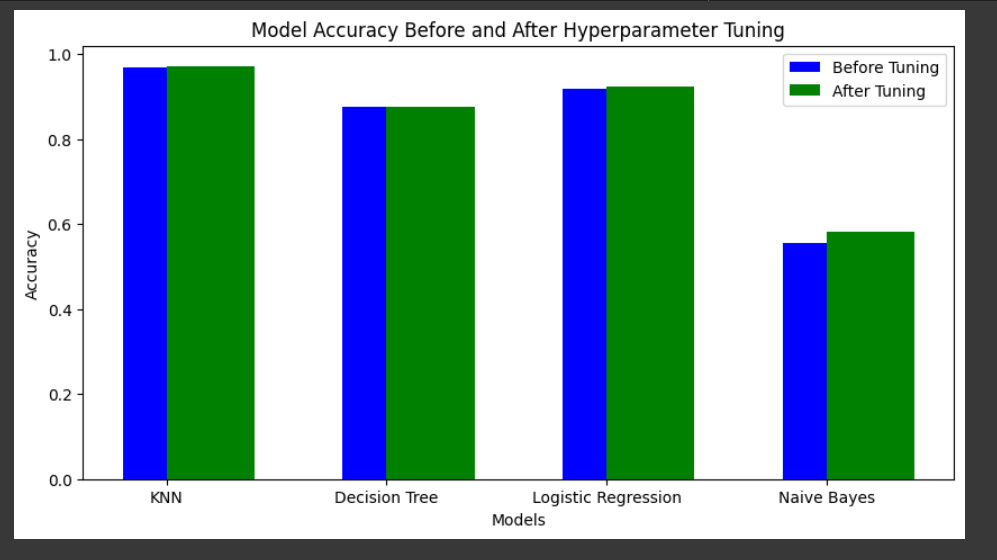 Model Accuracy Before and After Hyperparameter Tuning
Before Tuning
After Tuning
1.0
0.8
0.6
0.4
0.2
0.0
Accuracy
KNN
Decision Tree
Logistic Regression
Naive Bayes
Models